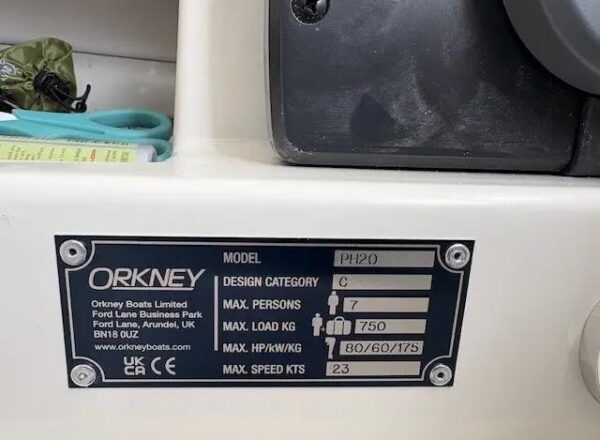 ORKNEY
Orkney Boats Limited
Ford Lane Business Park
Ford Lane, Arundel, UK
BN18 0UZ
www.orkneyboats.com
UK
CA CE
MODEL PH20
DESIGN CATEGORY C
MAX. PERSONS 7
MAX. LOAD KG 750
MAX. HP/kW/KG 80/60/175
MAX. SPEED KTS 23